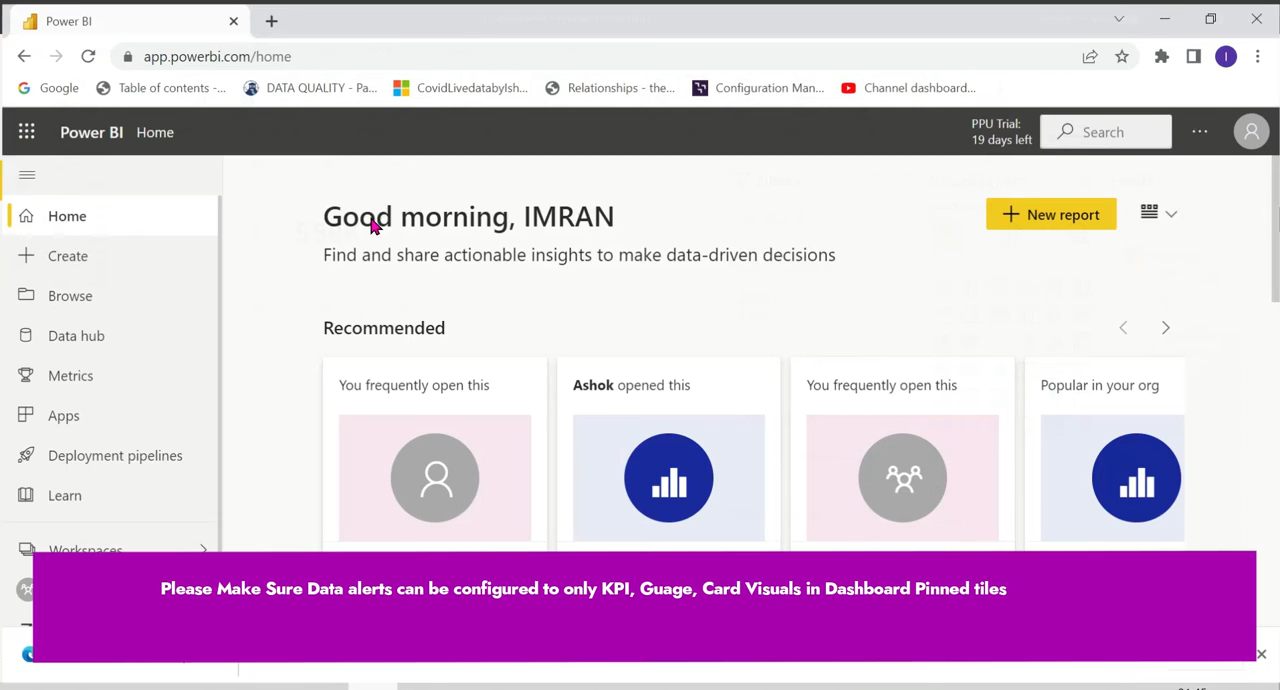 Power BI
app.powerbi.com/home
Google
Table of contents -...
DATA QUALITY - Pa...
CovidLivedatabyIsh...
Relationships - the...
Configuration Man...
Channel dashboard...
I
Power BI Home
PPU Trial:
19 days left
Search
Home
Create
Browse
Data hub
Metrics
Apps
Deployment pipelines
Learn
Workspaces
Good morning, IMRAN
New report
Find and share actionable insights to make data-driven decisions
Recommended
You frequently open this
Ashok opened this
You frequently open this
Popular in your org
Please Make Sure Data alerts can be configured to only KPI, Guage, Card Visuals in Dashboard Pinned tiles